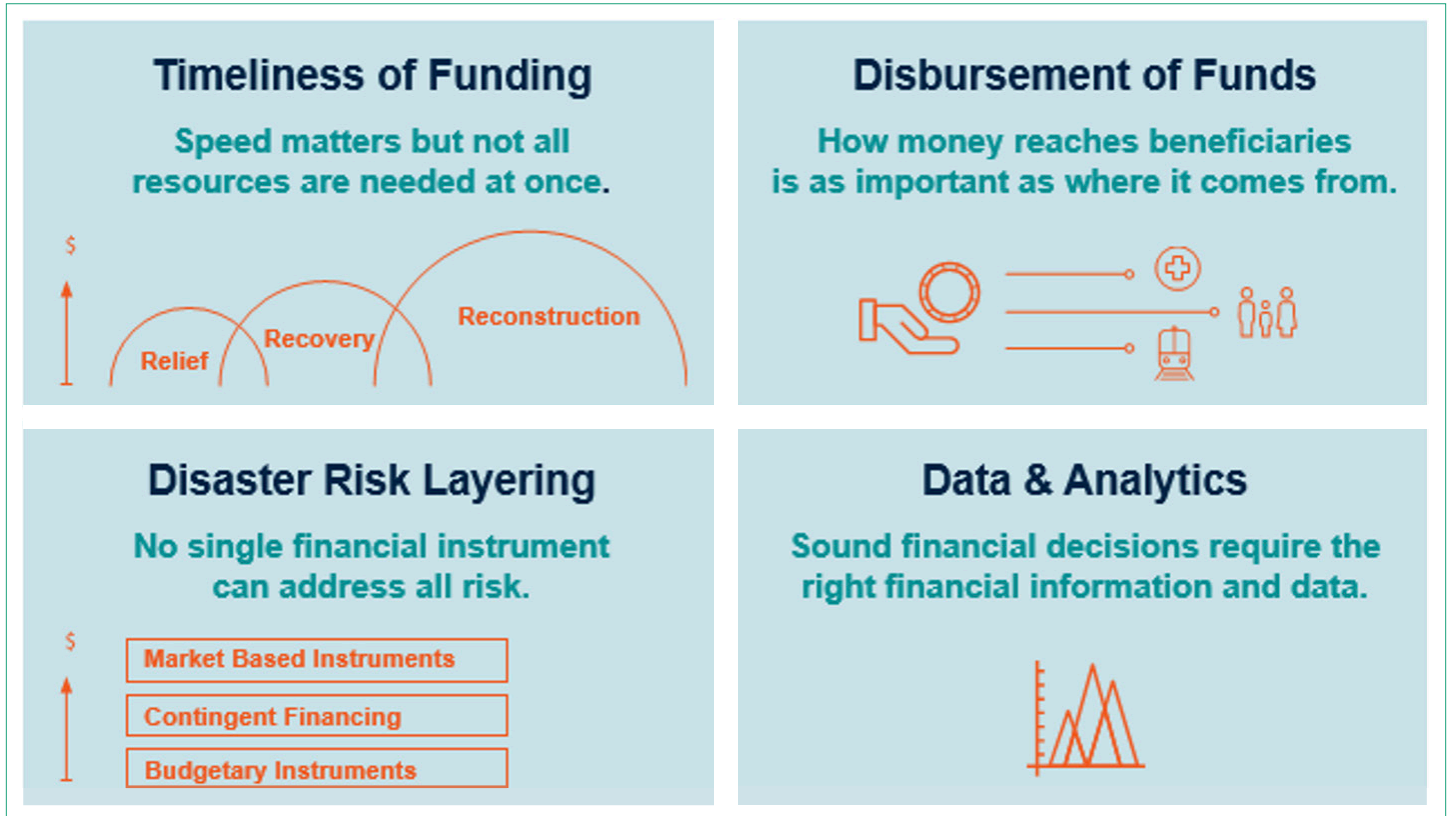 Timeliness of Funding
Speed matters but not all
resources are needed at once.
$
Relief
Recovery
Reconstruction
Disbursement of Funds
How money reaches beneficiaries
is as important as where it comes from.
Disaster Risk Layering
No single financial instrument
can address all risk.
$
Market Based Instruments
Contingent Financing
Budgetary Instruments
Data & Analytics
Sound financial decisions require the
right financial information and data.